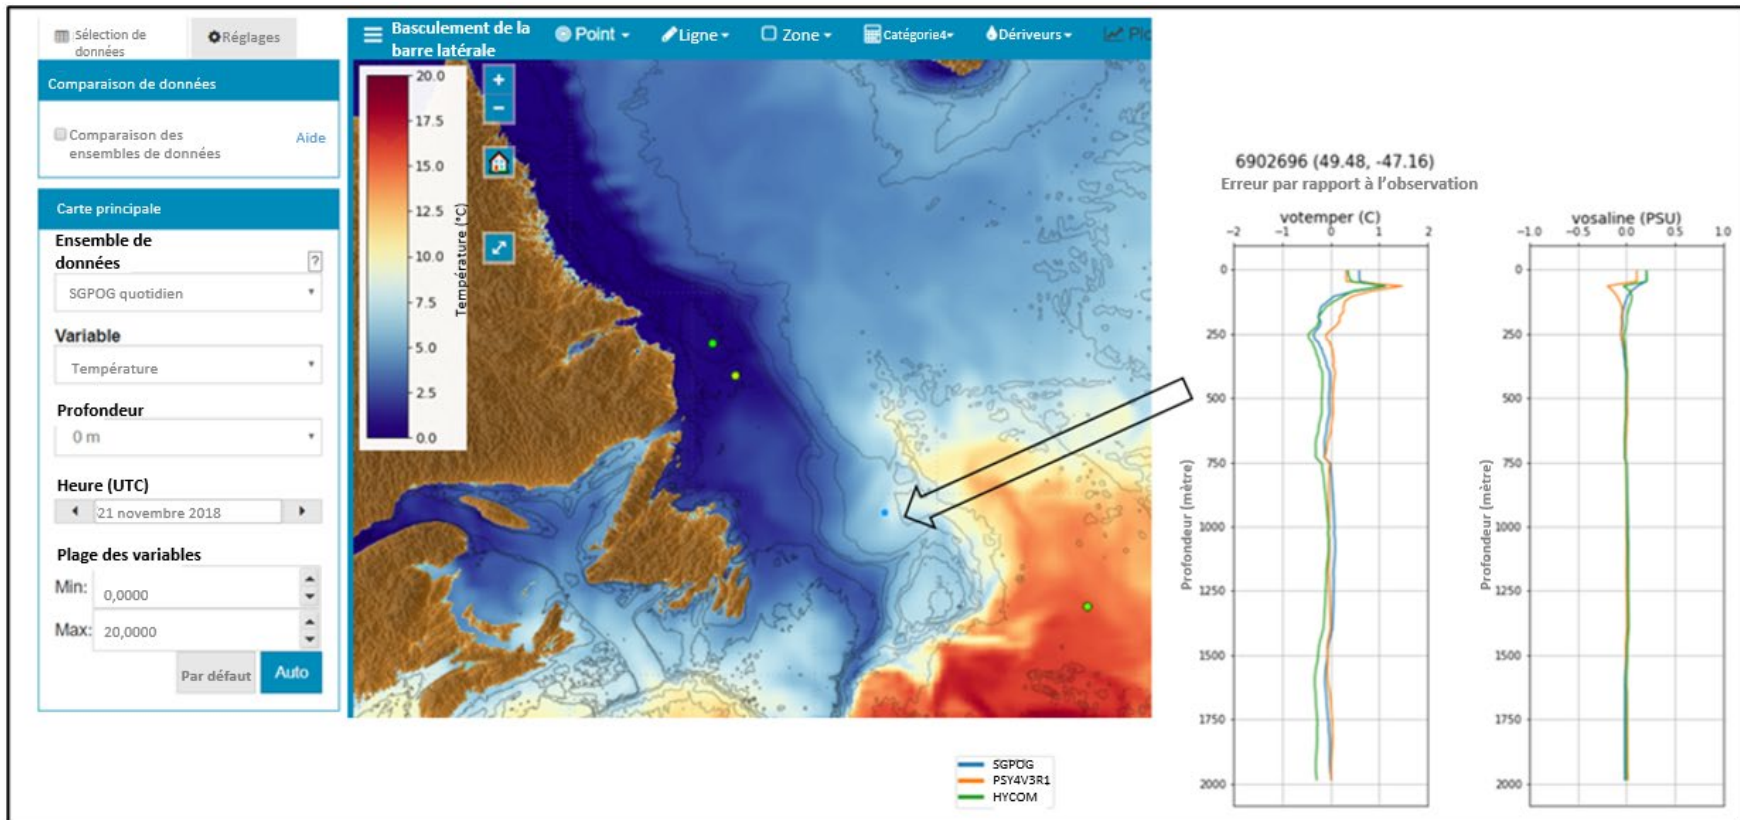 Sélection de
données
Réglages
Comparaison de données
Comparaison des
ensembles de données
Aide
Carte principale
Ensemble de
données
?
SGPOG quotidien
Variable
Température
Profondeur
0 m
Heure (UTC)
21 novembre 2018
Plage des variables
Min: 0,0000
Max: 20,0000
Par défaut
Auto
Basculement de la
barre latérale
Point
Ligne
Zone
Catégorie4
Dériveurs
20.0
17.5
15.0
12.5
10.0
7.5
5.0
2.5
0.0
Température (°C)
+
−
6902696 (49.48, -47.16)
Erreur par rapport à l'observation
votemper (C)
−2 −1 0 1 2
0
250
500
750
1000
1250
1500
1750
2000
Profondeur (mètre)
vosaline (PSU)
−1.0 −0.5 0.0 0.5 1.0
0
250
500
750
1000
1250
1500
1750
2000
Profondeur (mètre)
SGPOG
PSY4V3R1
HYCOM